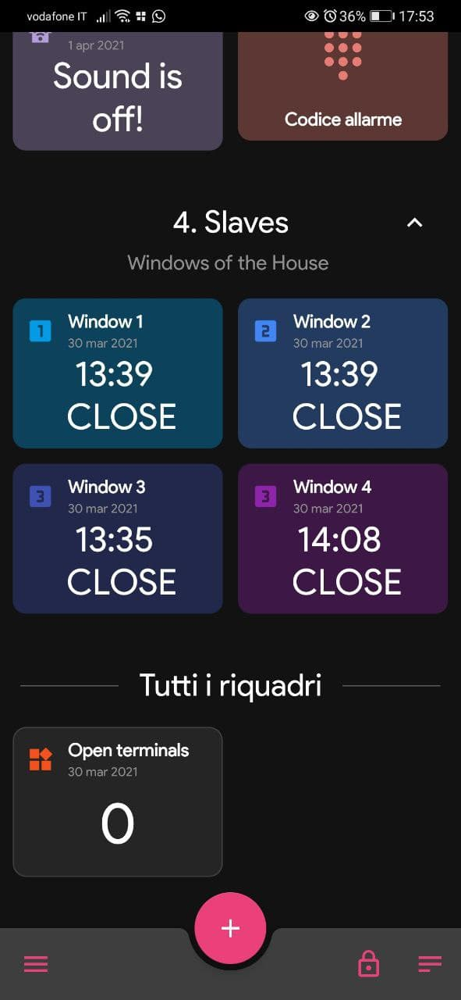 vodafone IT 36% 17:53
1 apr 2021
Sound is
off!
Codice allarme
4. Slaves
Windows of the House
1 Window 1
30 mar 2021
13:39
CLOSE
2 Window 2
30 mar 2021
13:39
CLOSE
3 Window 3
30 mar 2021
13:35
CLOSE
3 Window 4
30 mar 2021
14:08
CLOSE
Tutti i riquadri
Open terminals
30 mar 2021
0
+